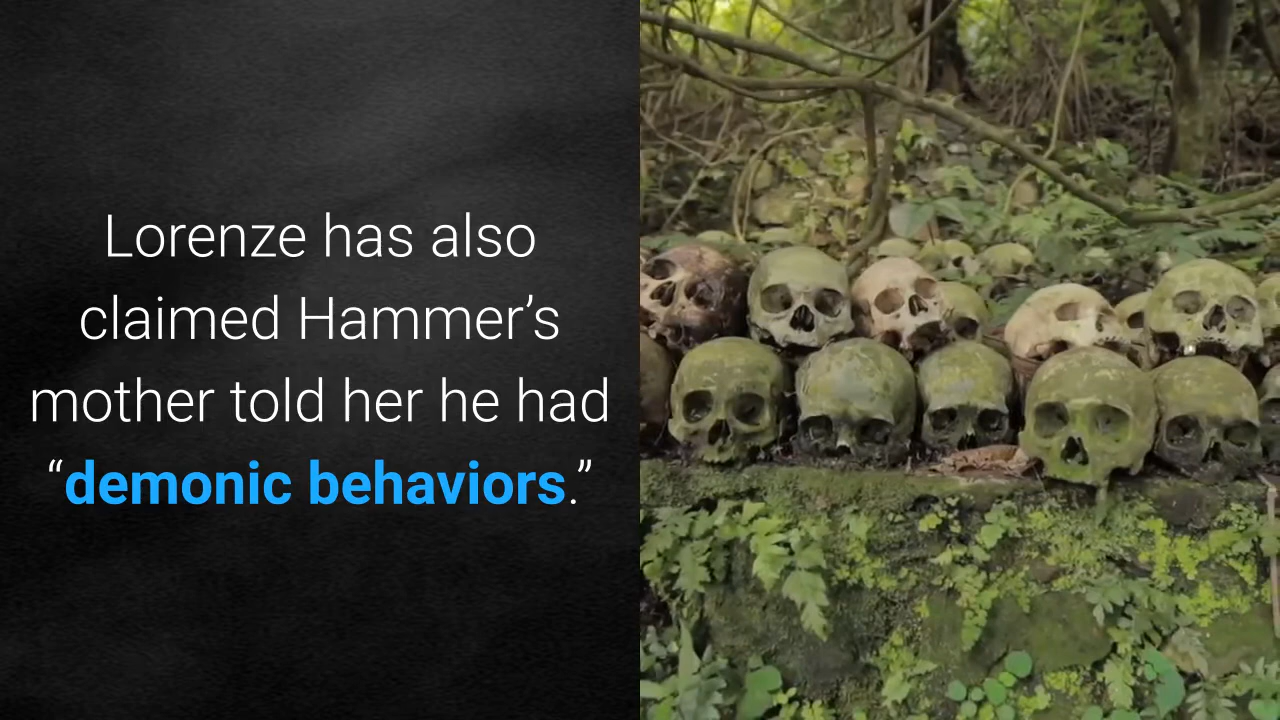 Lorenze has also
claimed Hammer’s
mother told her he had
“demonic behaviors.”